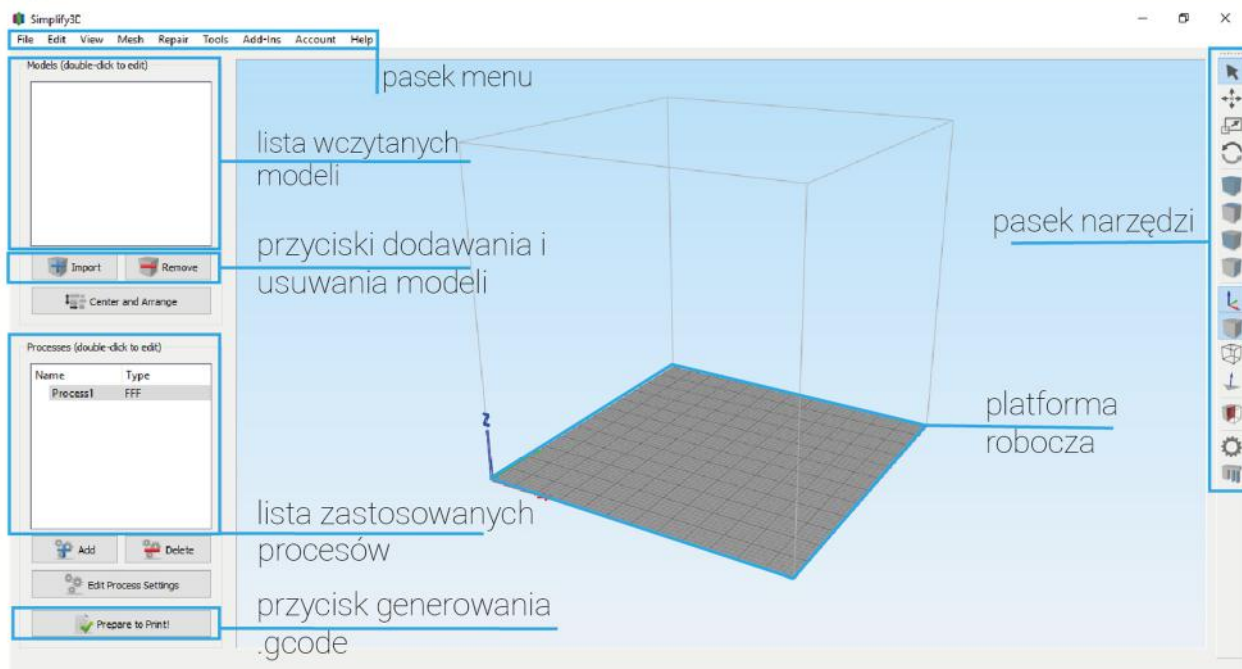 Simplify3D
File Edit View Mesh Repair Tools Add-Ins Account Help
pasek menu
Models (double-click to edit)
lista wczytanych
modeli
Import Remove
przyciski dodawania i
usuwania modeli
Center and Arrange
pasek narzędzi
Processes (double-click to edit)
Name Type
Process1 FFF
Z
platforma
robocza
lista zastosowanych
procesów
Add Delete
Edit Process Settings
przycisk generowania
.gcode
Prepare to Print!